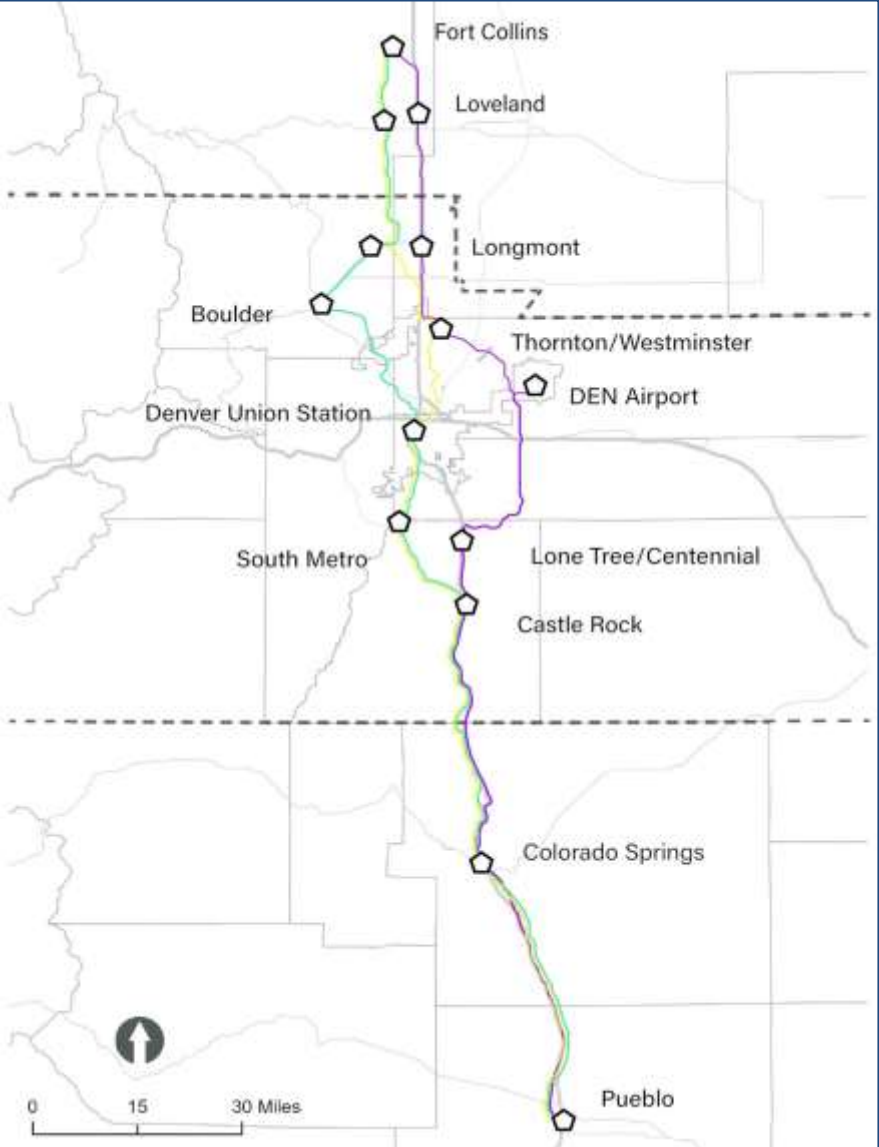 Fort Collins
Loveland
Longmont
Boulder
Thornton/Westminster
DEN Airport
Denver Union Station
South Metro
Lone Tree/Centennial
Castle Rock
Colorado Springs
Pueblo
0 15 30 Miles